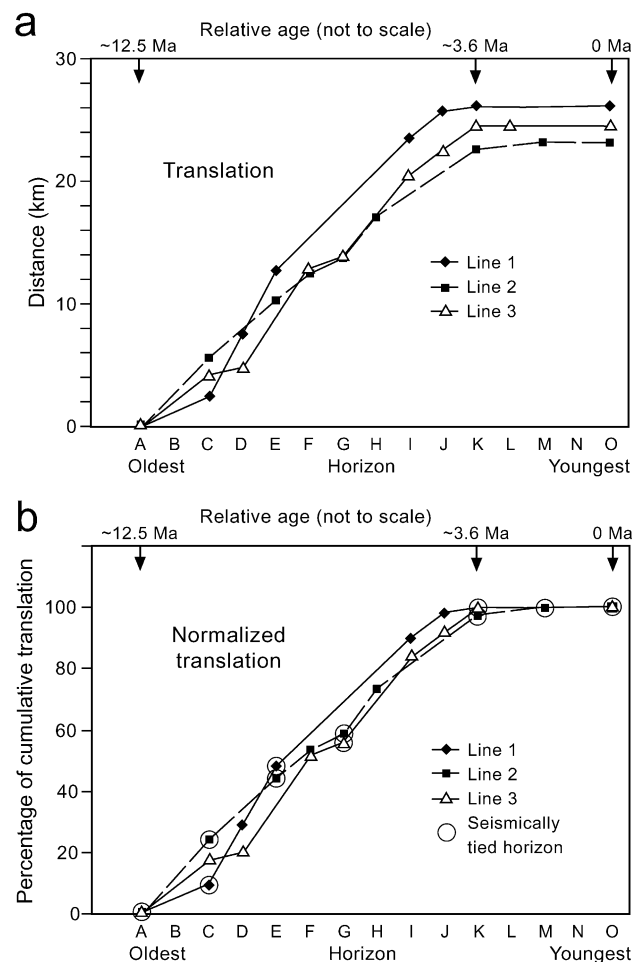 a
Relative age (not to scale)
~12.5 Ma ~3.6 Ma 0 Ma
30
20
10
0
Distance (km)
Translation
Line 1
Line 2
Line 3
A B C D E F G H I J K L M N O
Oldest Horizon Youngest
b
Relative age (not to scale)
~12.5 Ma ~3.6 Ma 0 Ma
100
80
60
40
20
0
Percentage of cumulative translation
Normalized
translation
Line 1
Line 2
Line 3
Seismically
tied horizon
A B C D E F G H I J K L M N O
Oldest Horizon Youngest